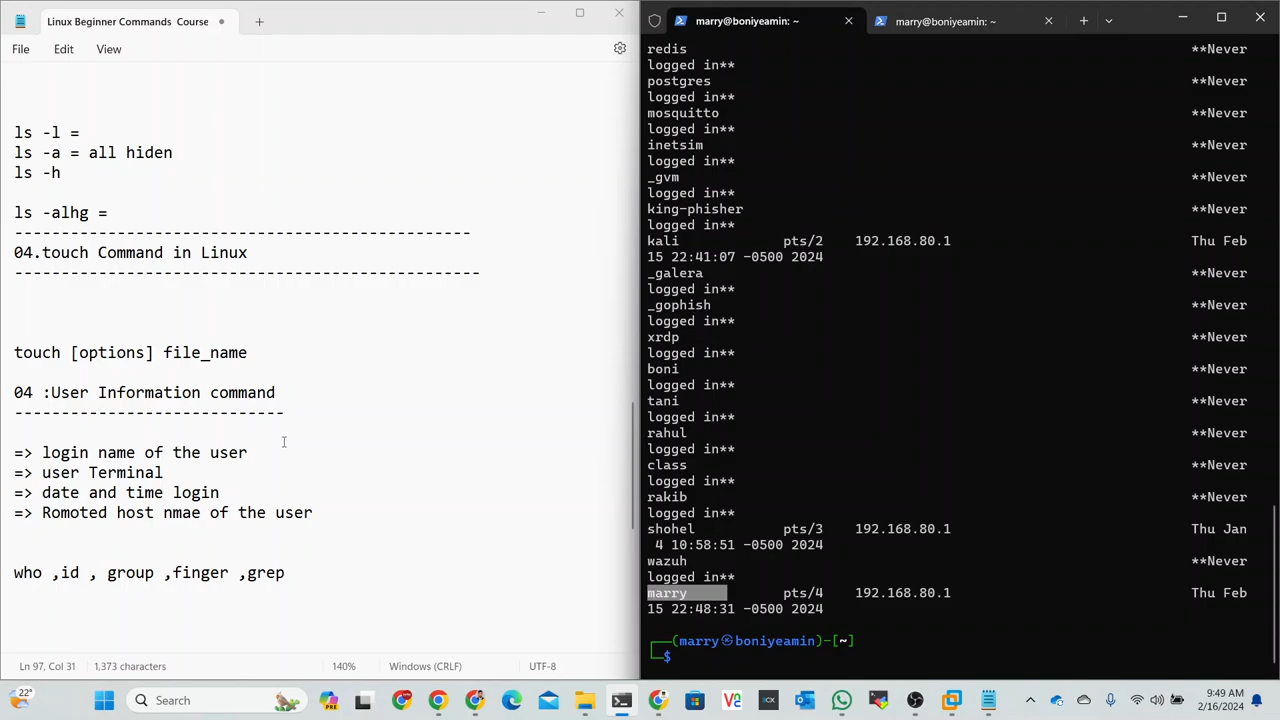 Linux Beginner Commands Course
File Edit View
ls -l =
ls -a = all hiden
ls -h
ls -alhg =
-------------------------------------------------
04.touch Command in Linux
--------------------------------------------------
touch [options] file_name
04 :User Information command
-----------------------------
=> login name of the user
=> user Terminal
=> date and time login
=> Romoted host nmae of the user
who ,id , group ,finger ,grep
Ln 97, Col 31 1,373 characters 140% Windows (CRLF) UTF-8
marry@boniyeamin: ~ marry@boniyeamin: ~
redis **Never
logged in**
postgres **Never
logged in**
mosquitto **Never
logged in**
inetsim **Never
logged in**
_gvm **Never
logged in**
king-phisher **Never
logged in**
kali pts/2 192.168.80.1 Thu Feb
15 22:41:07 -0500 2024
_galera **Never
logged in**
_gophish **Never
logged in**
xrdp **Never
logged in**
boni **Never
logged in**
tani **Never
logged in**
rahul **Never
logged in**
class **Never
logged in**
rakib **Never
logged in**
shohel pts/3 192.168.80.1 Thu Jan
4 10:58:51 -0500 2024
wazuh **Never
logged in**
marry pts/4 192.168.80.1 Thu Feb
15 22:48:31 -0500 2024
┌──(marry㉿boniyeamin)-[~]
└─$
22° Search 9:49 AM
2/16/2024